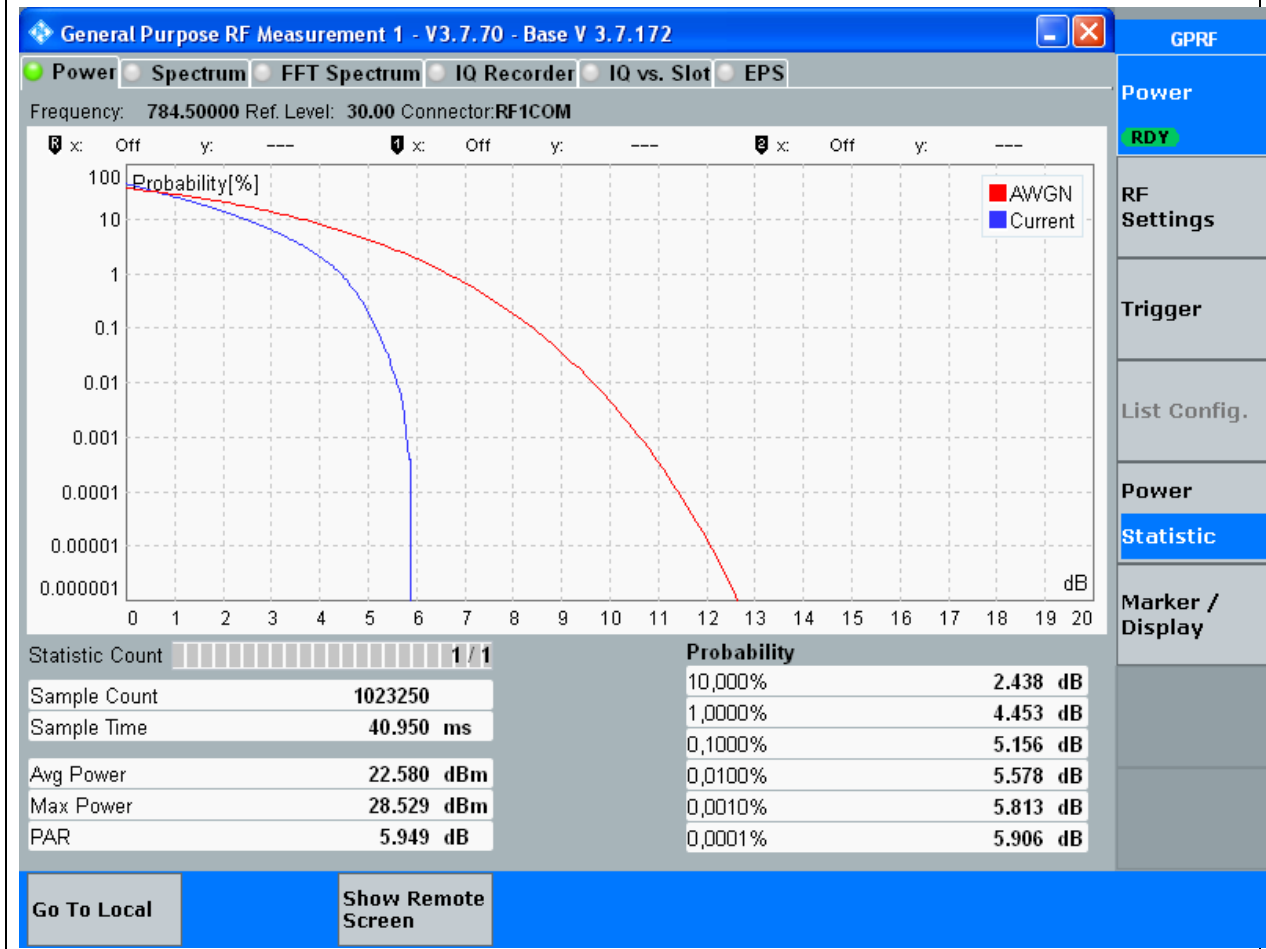 General Purpose RF Measurement 1 - V3.7.70 - Base V 3.7.172
GPRF
Power Spectrum FFT Spectrum IQ Recorder IQ vs. Slot EPS
Power
RDY
Frequency: 784.50000 Ref. Level: 30.00 Connector:RF1COM
R x: Off y: --- 1 x: Off y: --- 2 x: Off y: ---
Probability[%]
AWGN
Current
100
10
1
0.1
0.01
0.001
0.0001
0.00001
0.000001
dB
0 1 2 3 4 5 6 7 8 9 10 11 12 13 14 15 16 17 18 19 20
RF Settings
Trigger
List Config.
Power
Statistic
Marker / Display
Statistic Count 1 / 1
Sample Count 1023250
Sample Time 40.950 ms
Avg Power 22.580 dBm
Max Power 28.529 dBm
PAR 5.949 dB
Probability
10,000% 2.438 dB
1,0000% 4.453 dB
0,1000% 5.156 dB
0,0100% 5.578 dB
0,0010% 5.813 dB
0,0001% 5.906 dB
Go To Local
Show Remote Screen